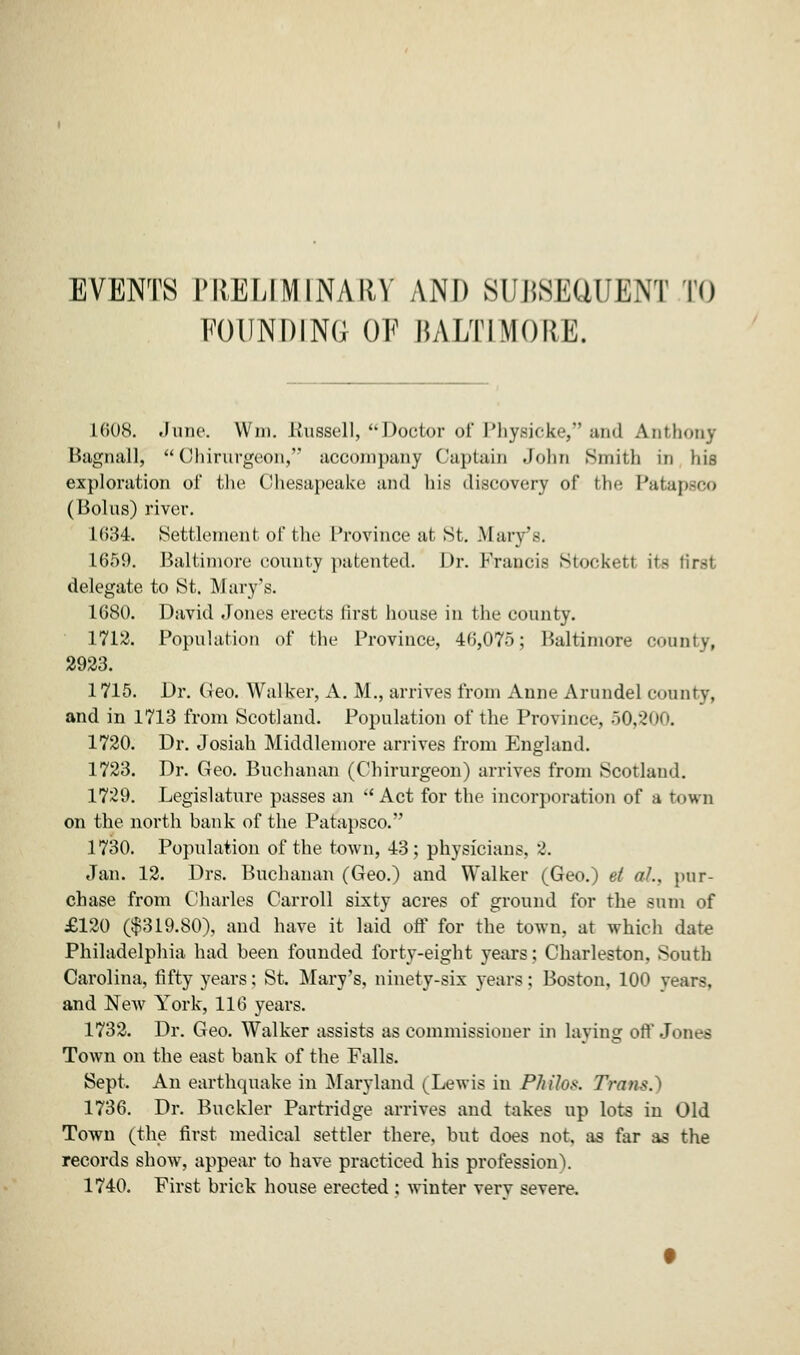 EVENTS PRELIMINARY AND SUBSEQUENT TO
FOUNDING OF BALTIMORE.
1608. June. Wm. Russell, “Doctor of Physicke,” and Anthony
Bagnall, “Chirurgeon,” accompany Captain John Smith in his
exploration of the Chesapeake and his discovery of the Patapsco
(Bolus) river.
1634. Settlement of the Province at St. Mary's.
1659. Baltimore county patented. Dr. Francis Stockett its first
delegate to St. Mary's.
1680. David Jones erects first house in the county.
1712. Population of the Province, 46,075; Baltimore county,
2923.
1715. Dr. Geo. Walker, A. M., arrives from Anne Arundel county,
and in 1713 from Scotland. Population of the Province, 50,200.
1720. Dr. Josiah Middlemore arrives from England.
1723. Dr. Geo. Buchanan (Chirurgeon) arrives from Scotland.
1729. Legislature passes an “Act for the incorporation of a town
on the north bank of the Patapsco.”
1730. Population of the town, 43; physicians, 2.
Jan. 12. Drs. Buchanan (Geo.) and Walker (Geo.) et al., pur-
chase from Charles Carroll sixty acres of ground for the sum of
£120 ($319.80), and have it laid off for the town, at which date
Philadelphia had been founded forty-eight years; Charleston, South
Carolina, fifty years; St. Mary's, ninety-six years; Boston, 100 years,
and New York, 116 years.
1732. Dr. Geo. Walker assists as commissioner in laying off Jones
Town on the east bank of the Falls.
Sept. An earthquake in Maryland (Lewis in Philos. Trans.)
1736. Dr. Buckler Partridge arrives and takes up lots in Old
Town (the first medical settler there, but does not, as far as the
records show, appear to have practiced his profession).
1740. First brick house erected; winter very severe.